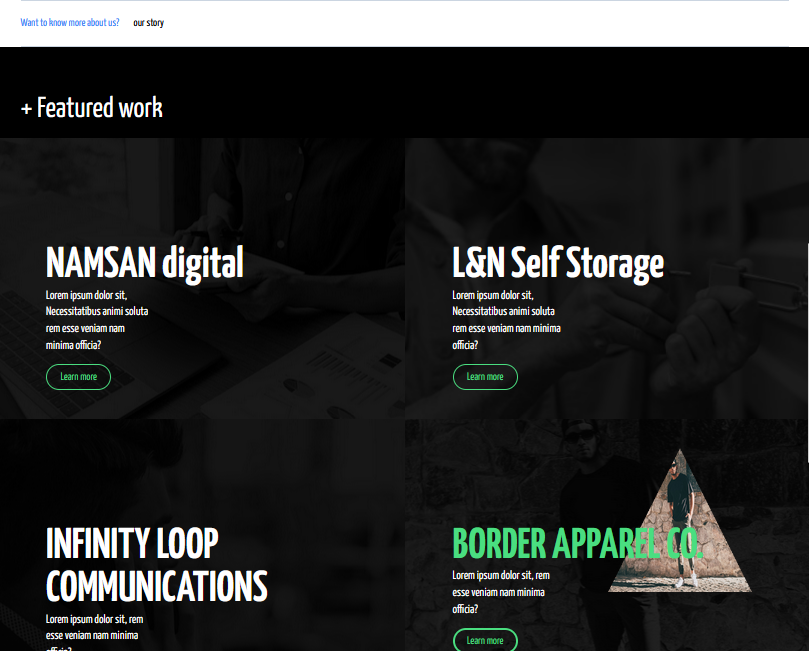 Want to know more about us? our story
+ Featured work
NAMSAN digital
Lorem ipsum dolor sit,
Necessitatibus animi soluta
rem esse veniam nam
minima officia?
Learn more
L&N Self Storage
Lorem ipsum dolor sit,
Necessitatibus animi soluta
rem esse veniam nam minima
officia?
Learn more
INFINITY LOOP
COMMUNICATIONS
Lorem ipsum dolor sit, rem
esse veniam nam minima
officia?
BORDER APPAREL CO.
Lorem ipsum dolor sit, rem
esse veniam nam minima
officia?
Learn more